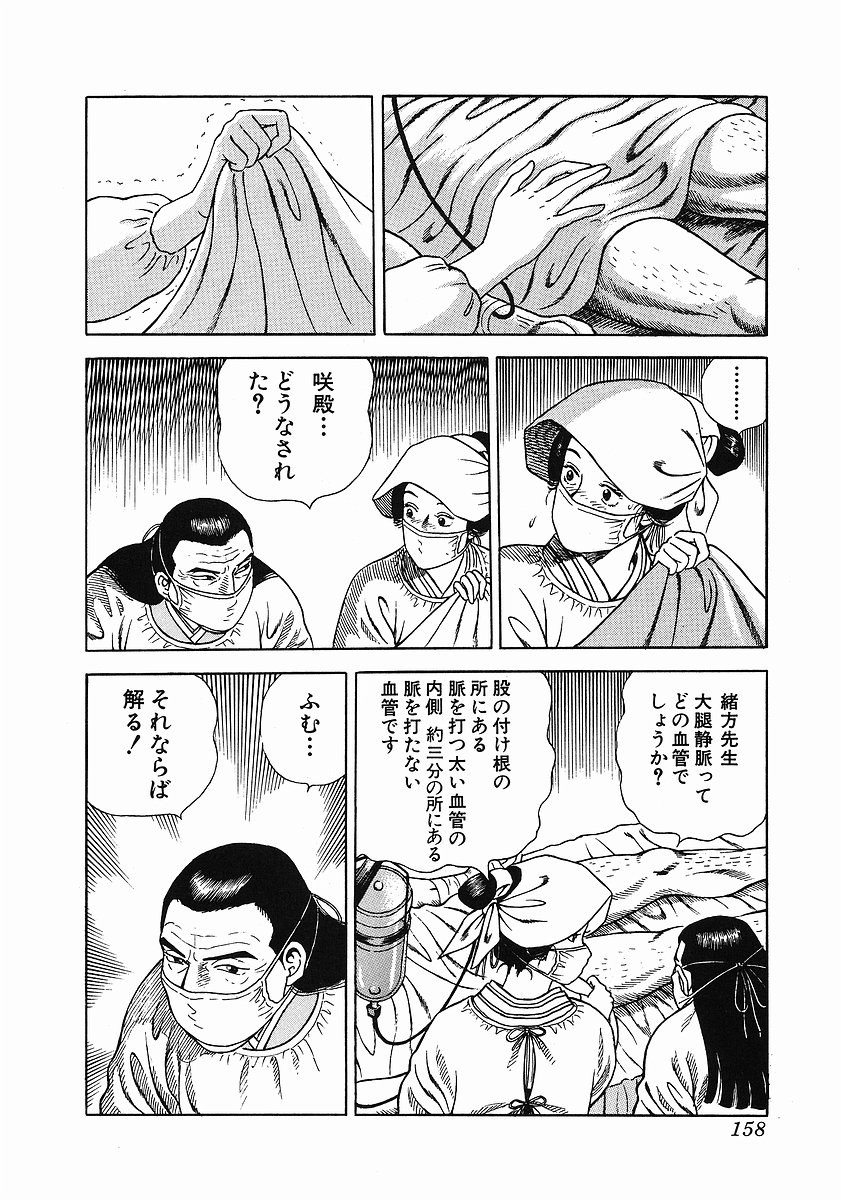 ………
咲殿…
どうなされ
た？
緒方先生
大腿静脈って
どの血管で
しょうか？
股の付け根の
所にある
脈を打つ太い血管の
内側 約三分の所にある
脈を打たない
血管です
ふむ…
それならば
解る！
158